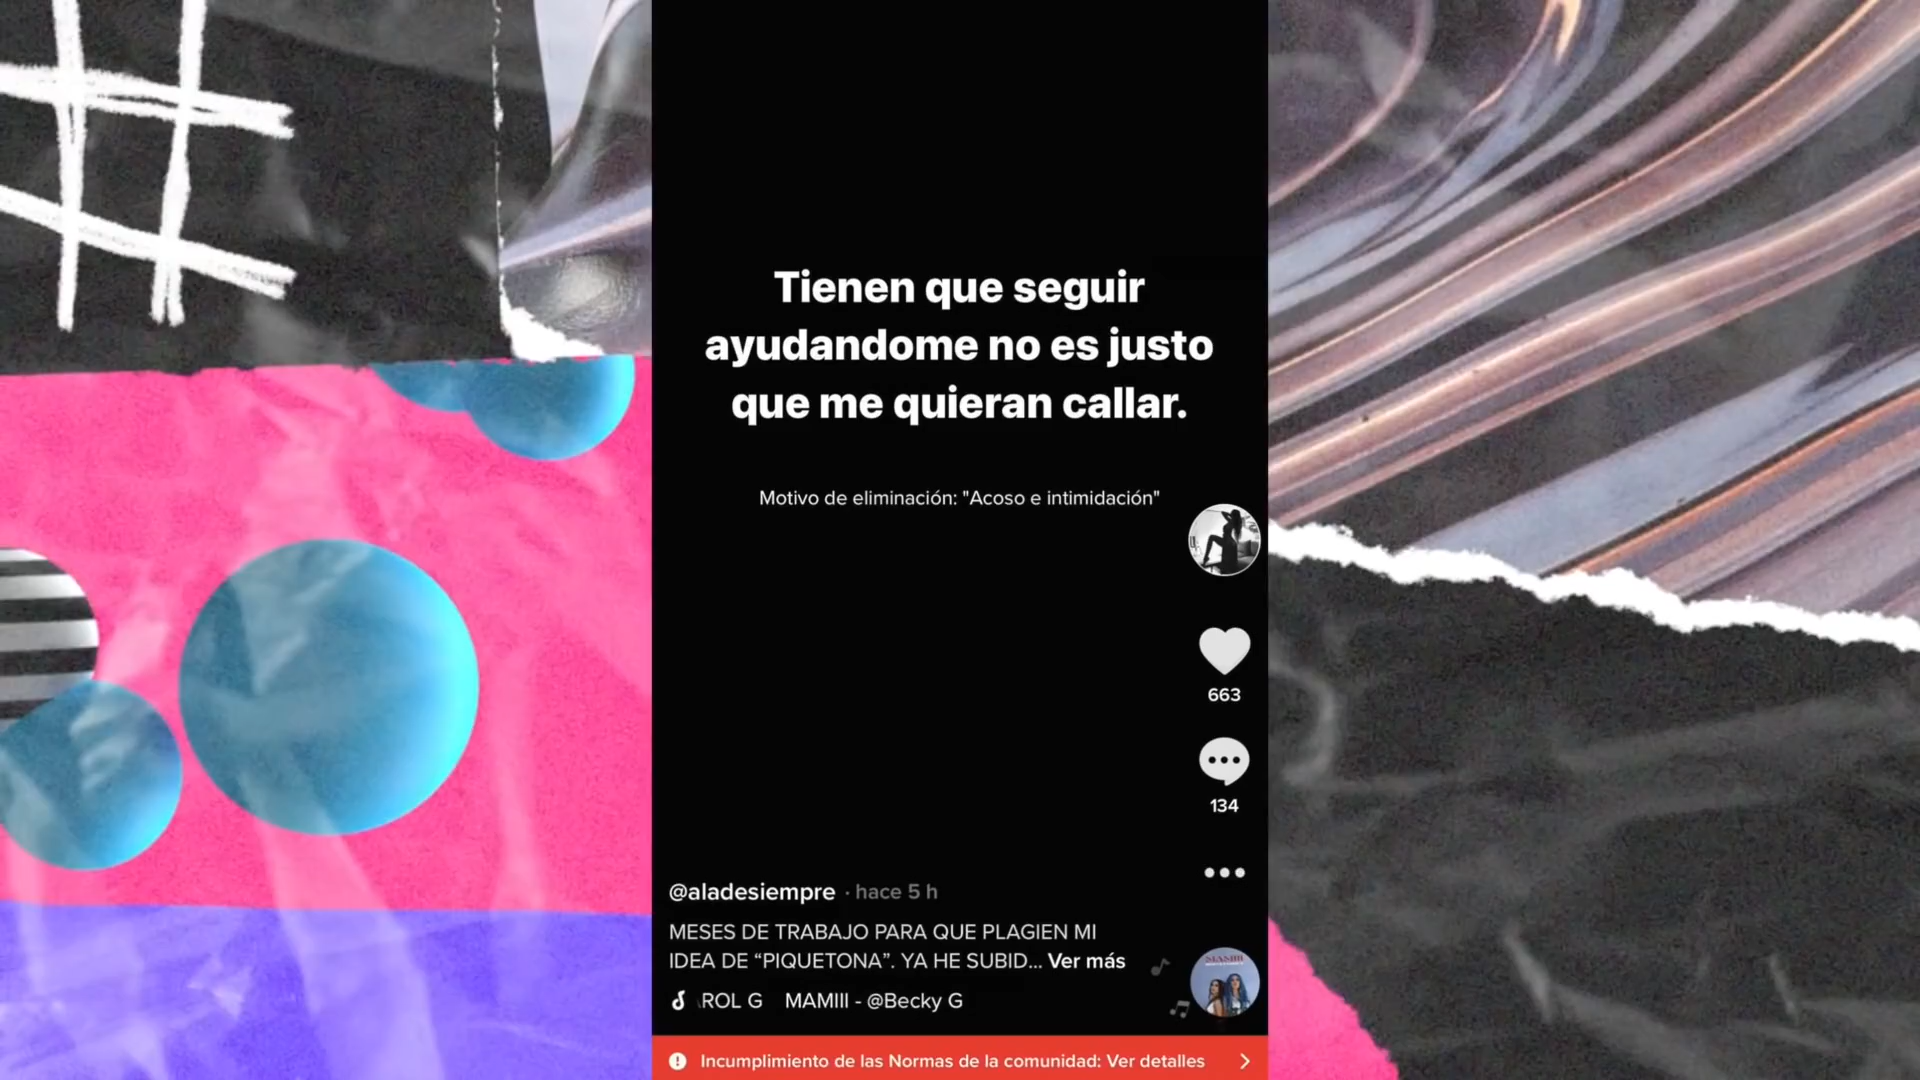 Tienen que seguir
ayudandome no es justo
que me quieran callar.
Motivo de eliminación: "Acoso e intimidación"
663
134
@aladesiempre · hace 5 h
MESES DE TRABAJO PARA QUE PLAGIEN MI
IDEA DE “PIQUETONA”. YA HE SUBID... Ver más
ROL G MAMIII - @Becky G
MAMIII
Incumplimiento de las Normas de la comunidad: Ver detalles